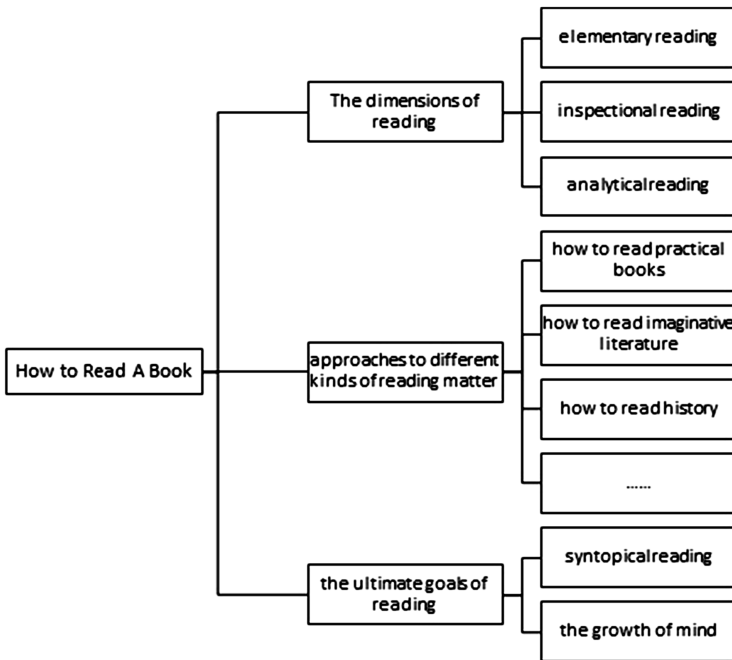 How to Read A Book
The dimensions of
reading
elementary reading
inspectional reading
analytical reading
approaches to different
kinds of reading matter
how to read practical
books
how to read imaginative
literature
how to read history
......
the ultimate goals of
reading
syntopical reading
the growth of mind